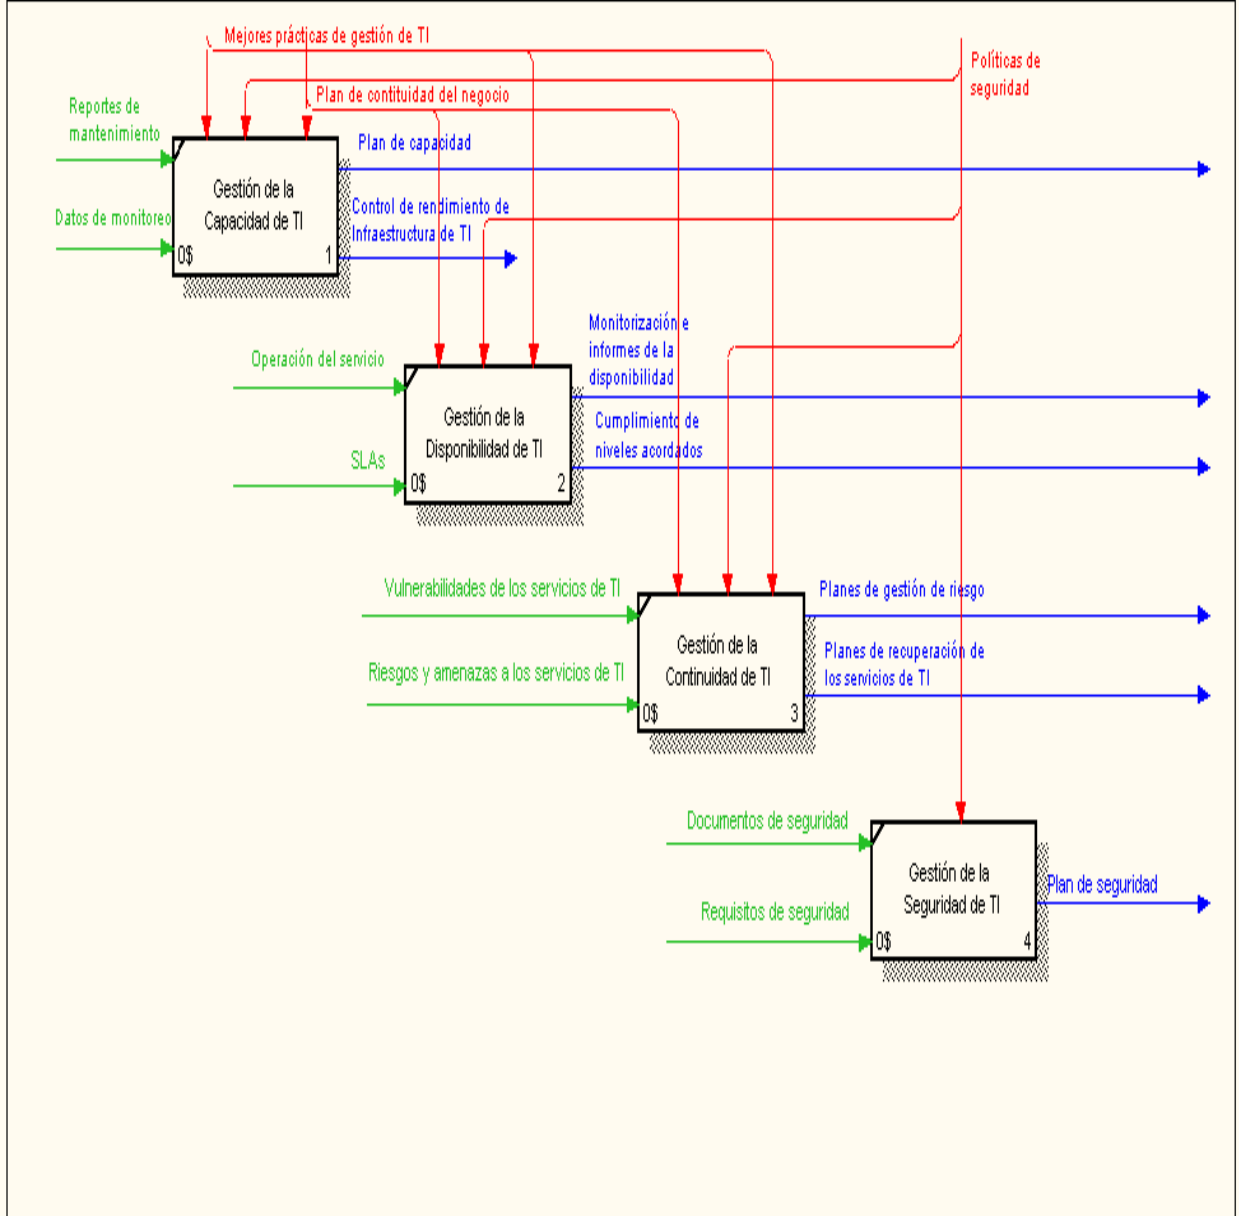 Mejores prácticas de gestión de TI
Políticas de
seguridad
Plan de contituidad del negocio
Reportes de
mantenimiento
Plan de capacidad
Gestión de la
Capacidad de TI
Datos de monitoreo
Control de rendimiento de
Infraestructura de TI
0$ 1
Monitorización e
informes de la
disponibilidad
Operación del servicio
Gestión de la
Disponibilidad de TI
Cumplimiento de
niveles acordados
SLAs
0$ 2
Vulnerabilidades de los servicios de TI
Planes de gestión de riesgo
Gestión de la
Continuidad de TI
Planes de recuperación de
los servicios de TI
Riesgos y amenazas a los servicios de TI
0$ 3
Documentos de seguridad
Gestión de la
Seguridad de TI
Plan de seguridad
Requisitos de seguridad
0$ 4